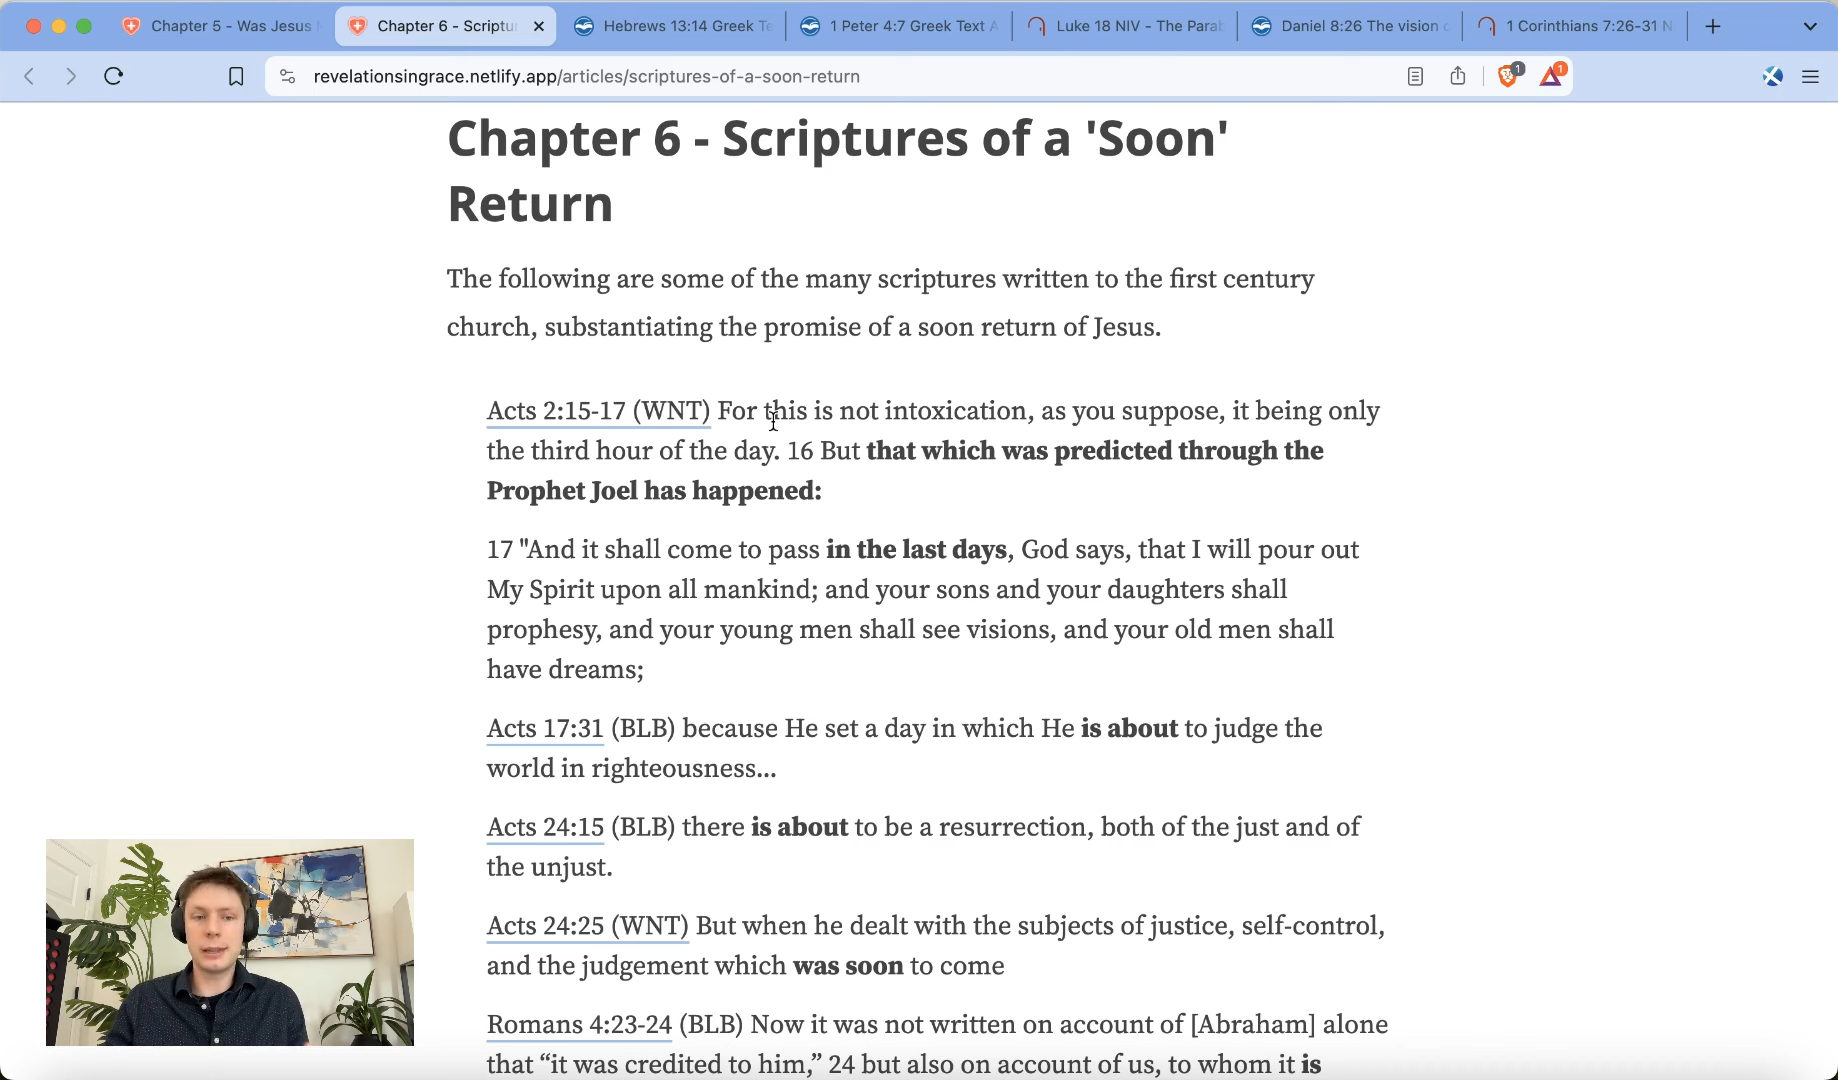 Chapter 5 - Was Jesus
Chapter 6 - Scriptur
Hebrews 13:14 Greek Te
1 Peter 4:7 Greek Text A
Luke 18 NIV - The Parab
Daniel 8:26 The vision o
1 Corinthians 7:26-31 N
revelationsingrace.netlify.app/articles/scriptures-of-a-soon-return
1
1
Chapter 6 - Scriptures of a 'Soon'
Return
The following are some of the many scriptures written to the first century
church, substantiating the promise of a soon return of Jesus.
Acts 2:15-17 (WNT) For this is not intoxication, as you suppose, it being only
the third hour of the day. 16 But that which was predicted through the
Prophet Joel has happened:
17 "And it shall come to pass in the last days, God says, that I will pour out
My Spirit upon all mankind; and your sons and your daughters shall
prophesy, and your young men shall see visions, and your old men shall
have dreams;
Acts 17:31 (BLB) because He set a day in which He is about to judge the
world in righteousness...
Acts 24:15 (BLB) there is about to be a resurrection, both of the just and of
the unjust.
Acts 24:25 (WNT) But when he dealt with the subjects of justice, self-control,
and the judgement which was soon to come
Romans 4:23-24 (BLB) Now it was not written on account of [Abraham] alone
that “it was credited to him,” 24 but also on account of us, to whom it is